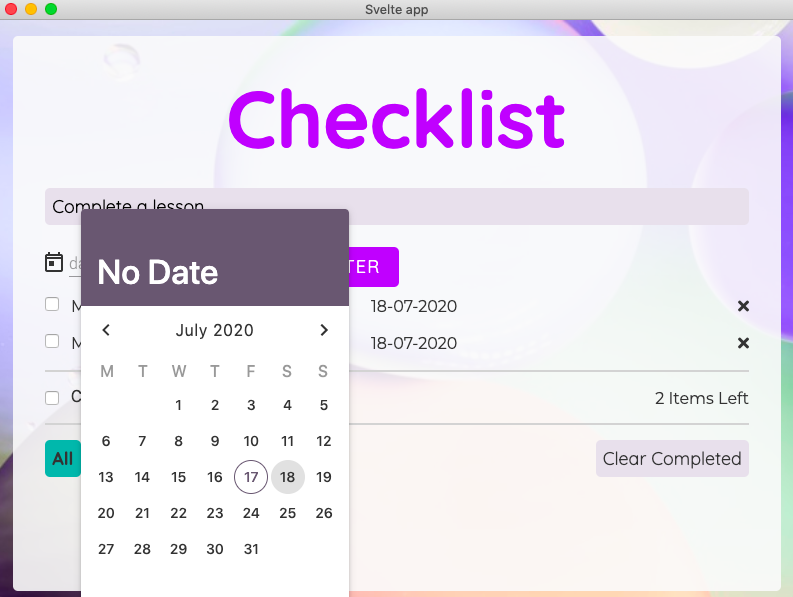 Svelte app
Checklist
Complete a lesson
No Date
TER
18-07-2020
18-07-2020
July 2020
M T W T F S S
1 2 3 4 5
6 7 8 9 10 11 12
13 14 15 16 17 18 19
20 21 22 23 24 25 26
27 28 29 30 31
2 Items Left
All
Clear Completed